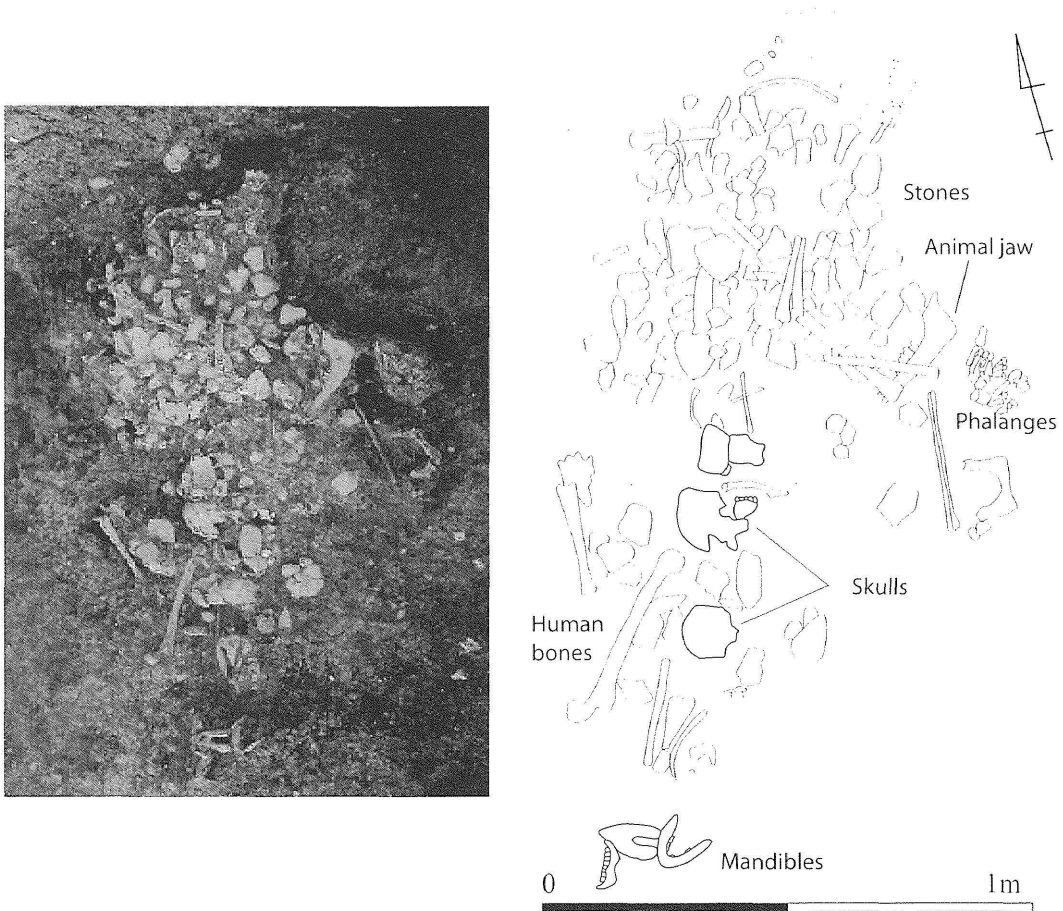 Stones
Animal jaw
Phalanges
Skulls
Human
bones
Mandibles
0 1m